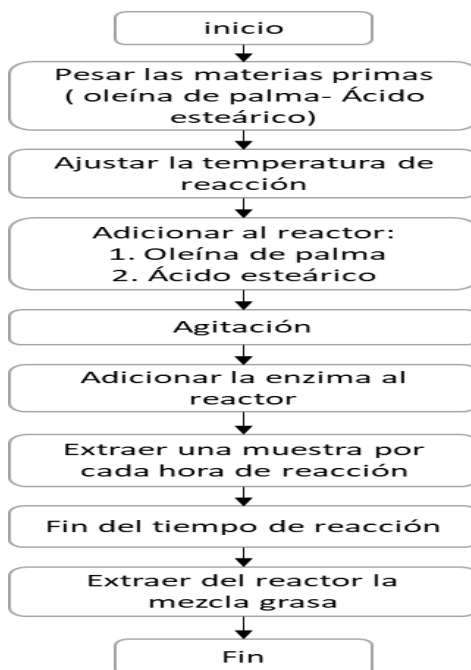 inicio
Pesar las materias primas
( oleína de palma- Ácido
esteárico)
Ajustar la temperatura de
reacción
Adicionar al reactor:
1. Oleína de palma
2. Ácido esteárico
Agitación
Adicionar la enzima al
reactor
Extraer una muestra por
cada hora de reacción
Fin del tiempo de reacción
Extraer del reactor la
mezcla grasa
Fin